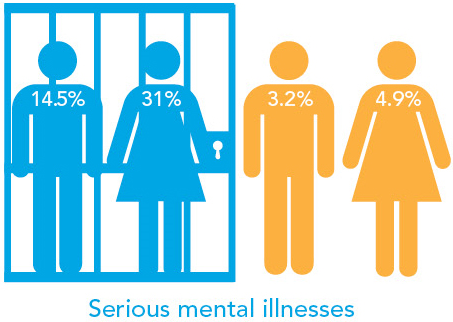 14.5% 31% 3.2% 4.9%
Serious mental illnesses